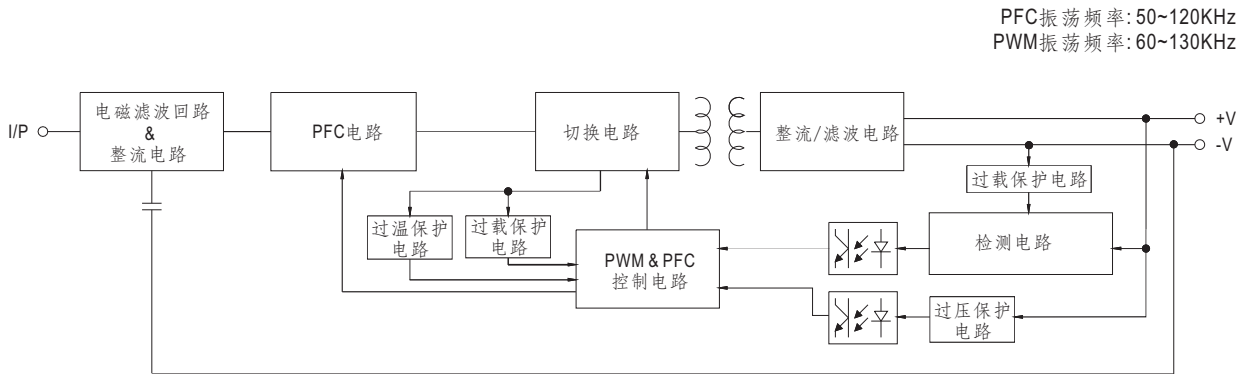 PFC振荡频率: 50~120KHz
PWM振荡频率: 60~130KHz
I/P
电磁滤波回路
&
整流电路
PFC电路
切换电路
整流/滤波电路
+V
-V
过载保护电路
过温保护
电路
过载保护
电路
PWM & PFC
控制电路
检测电路
过压保护
电路